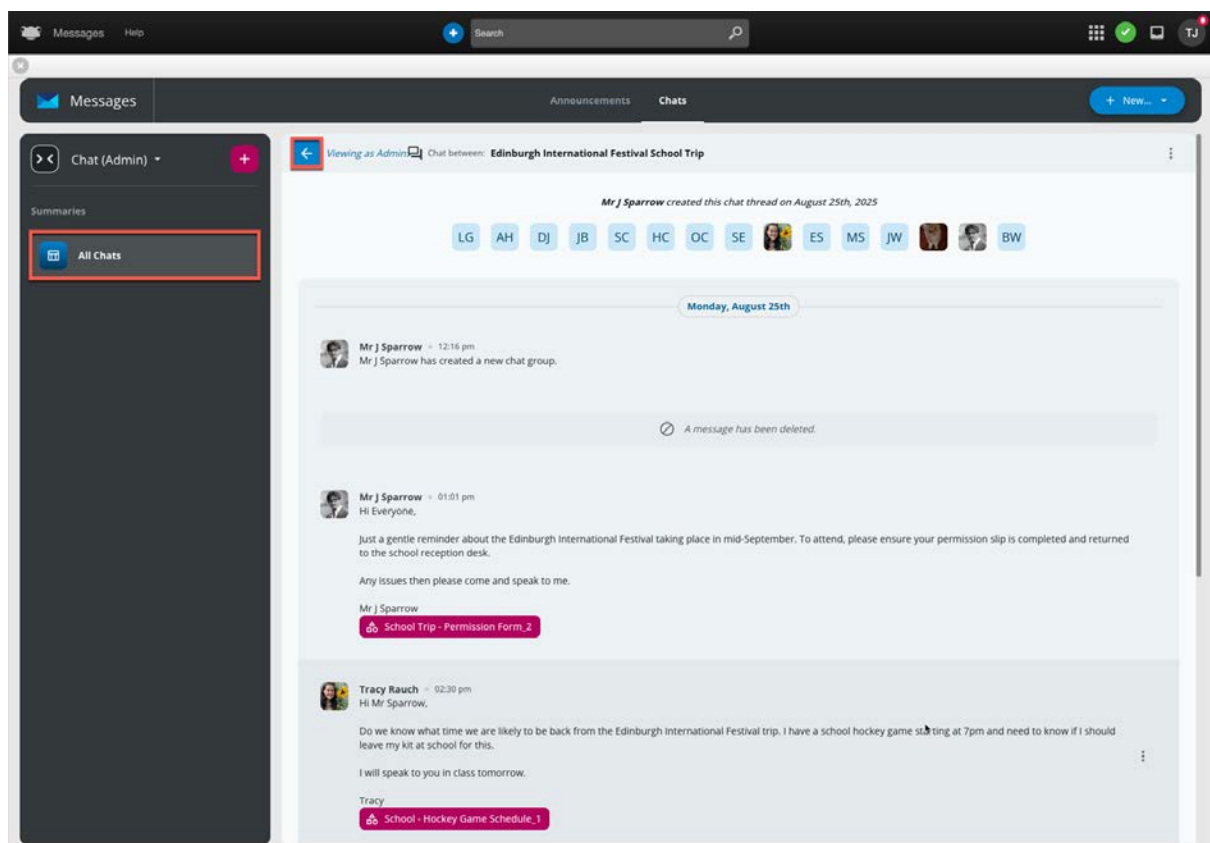 Messages Help Search TJ
Messages Announcements Chats + New...
Chat (Admin) +
Viewing as Admin Chat between: Edinburgh International Festival School Trip
Summaries
All Chats
Mr J Sparrow created this chat thread on August 25th, 2025
LG AH DJ JB SC HC OC SE ES MS JW BW
Monday, August 25th
Mr J Sparrow 12:16 pm
Mr J Sparrow has created a new chat group.
A message has been deleted.
Mr J Sparrow 01:01 pm
Hi Everyone,
Just a gentle reminder about the Edinburgh International Festival taking place in mid-September. To attend, please ensure your permission slip is completed and returned
to the school reception desk.
Any issues then please come and speak to me.
Mr J Sparrow
School Trip - Permission Form_2
Tracy Rauch 02:30 pm
Hi Mr Sparrow,
Do we know what time we are likely to be back from the Edinburgh International Festival trip. I have a school hockey game starting at 7pm and need to know if I should
leave my kit at school for this.
I will speak to you in class tomorrow.
Tracy
School - Hockey Game Schedule_1